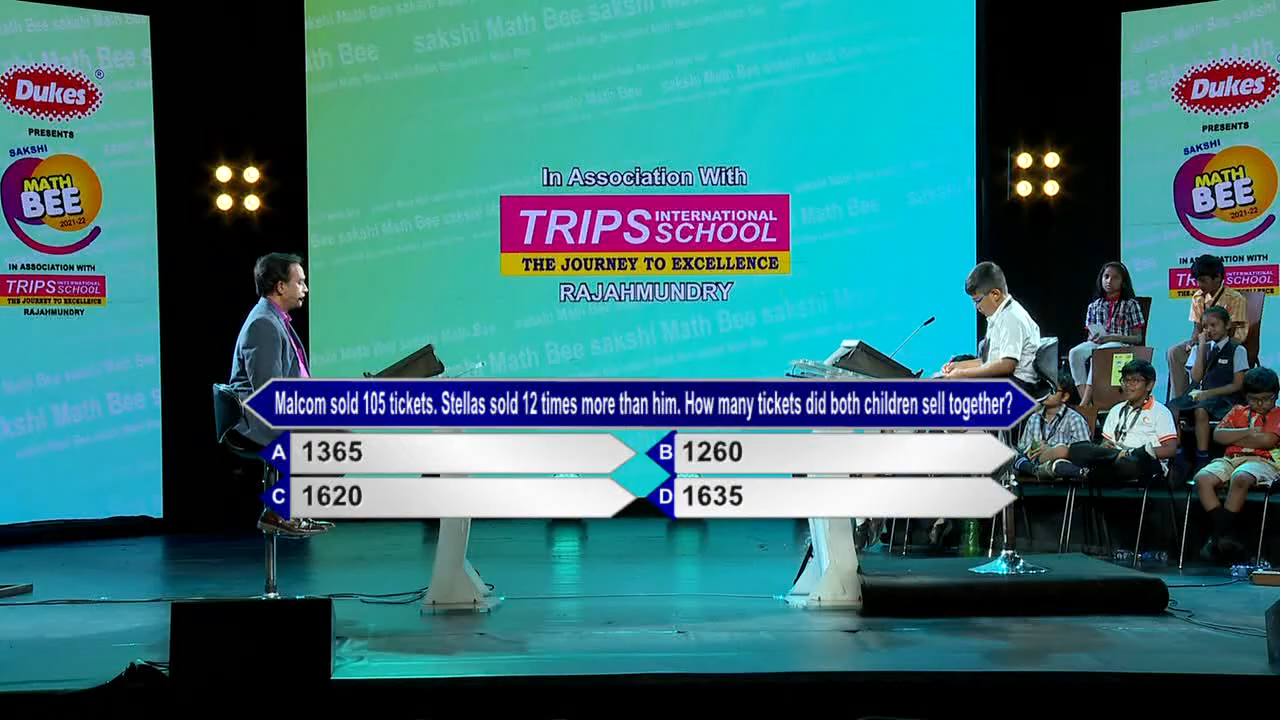 Dukes
PRESENTS
SAKSHI
MATH
BEE
2021-22
IN ASSOCIATION WITH
TRIPS INTERNATIONAL SCHOOL
THE JOURNEY TO EXCELLENCE
RAJAHMUNDRY
sakshi Math Bee
In Association With
TRIPS INTERNATIONAL SCHOOL
THE JOURNEY TO EXCELLENCE
RAJAHMUNDRY
Dukes
PRESENTS
SAKSHI
MATH
BEE
2021-22
IN ASSOCIATION WITH
TRIPS
Malcom sold 105 tickets. Stellas sold 12 times more than him. How many tickets did both children sell together?
A 1365
B 1260
C 1620
D 1635